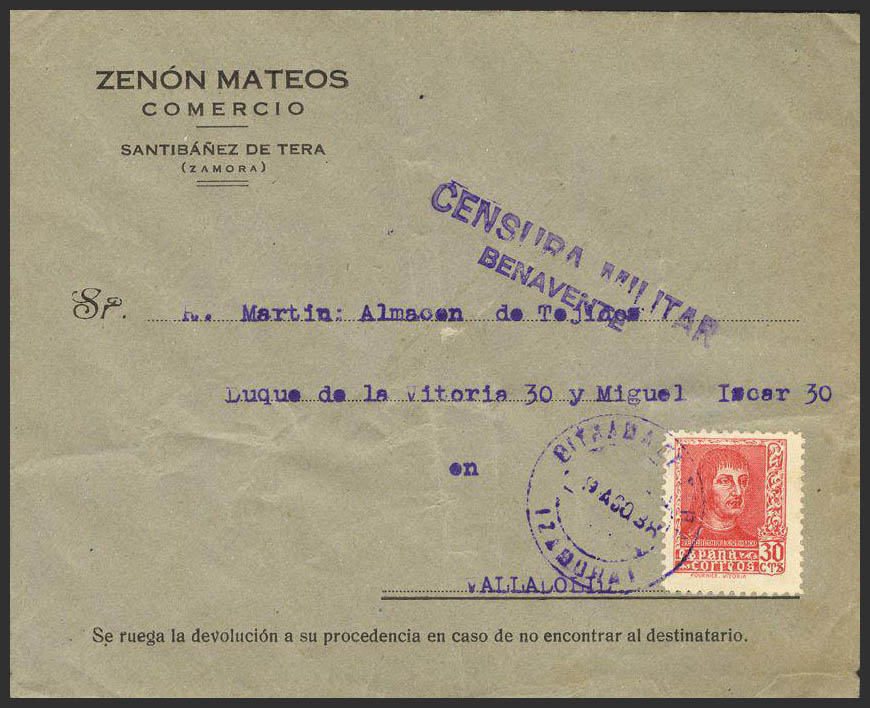 ZENÓN MATEOS
COMERCIO
SANTIBÁÑEZ DE TERA
(ZAMORA)
CENSURA MILITAR
BENAVENTE
Sr. R. Martin: Almacen de Tejidos
Duque de la Vitoria 30 y Miguel Iscar 30
en
AGO 38
VALLADOLID
ESPAÑA
CORREOS
30
CTS
FOURNIER. VITORIA
Se ruega la devolución a su procedencia en caso de no encontrar al destinatario.